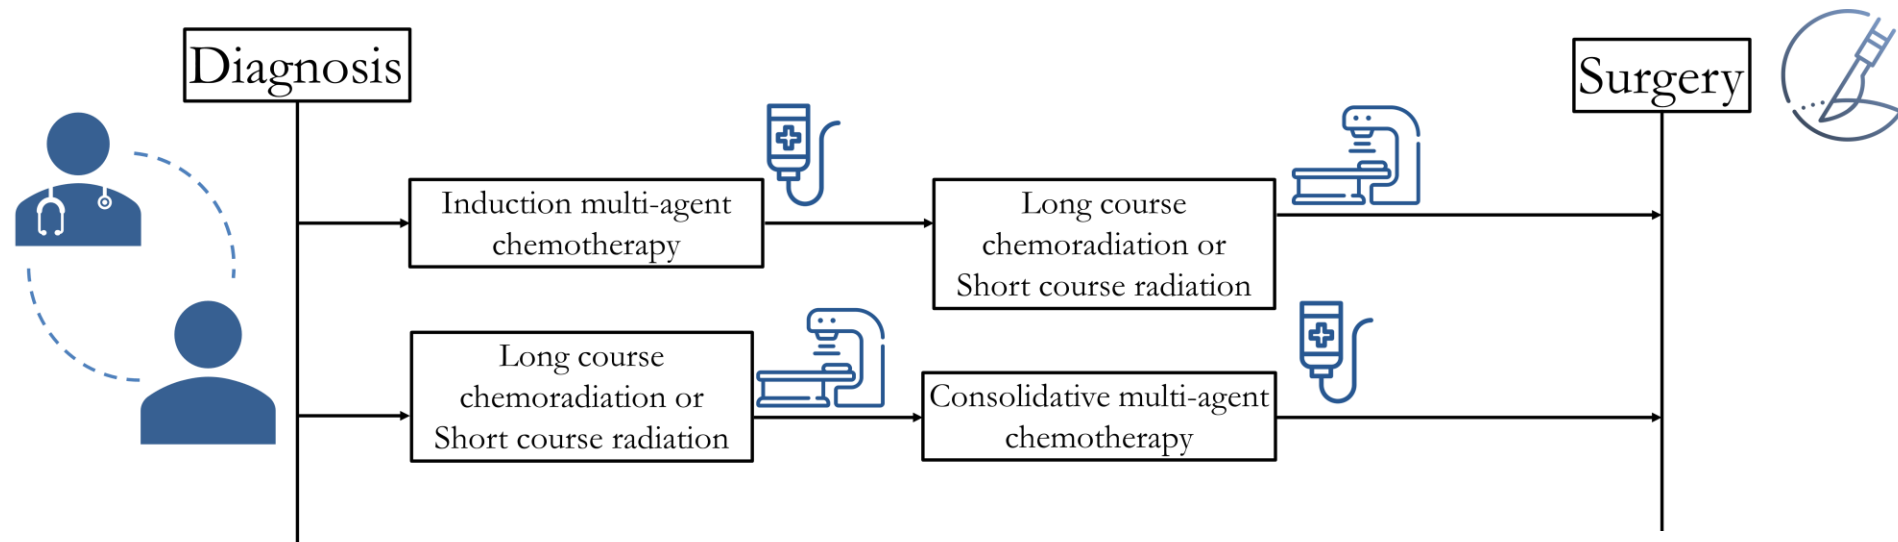 Diagnosis
Surgery
Induction multi-agent
chemotherapy
Long course
chemoradiation or
Short course radiation
Long course
chemoradiation or
Short course radiation
Consolidative multi-agent
chemotherapy